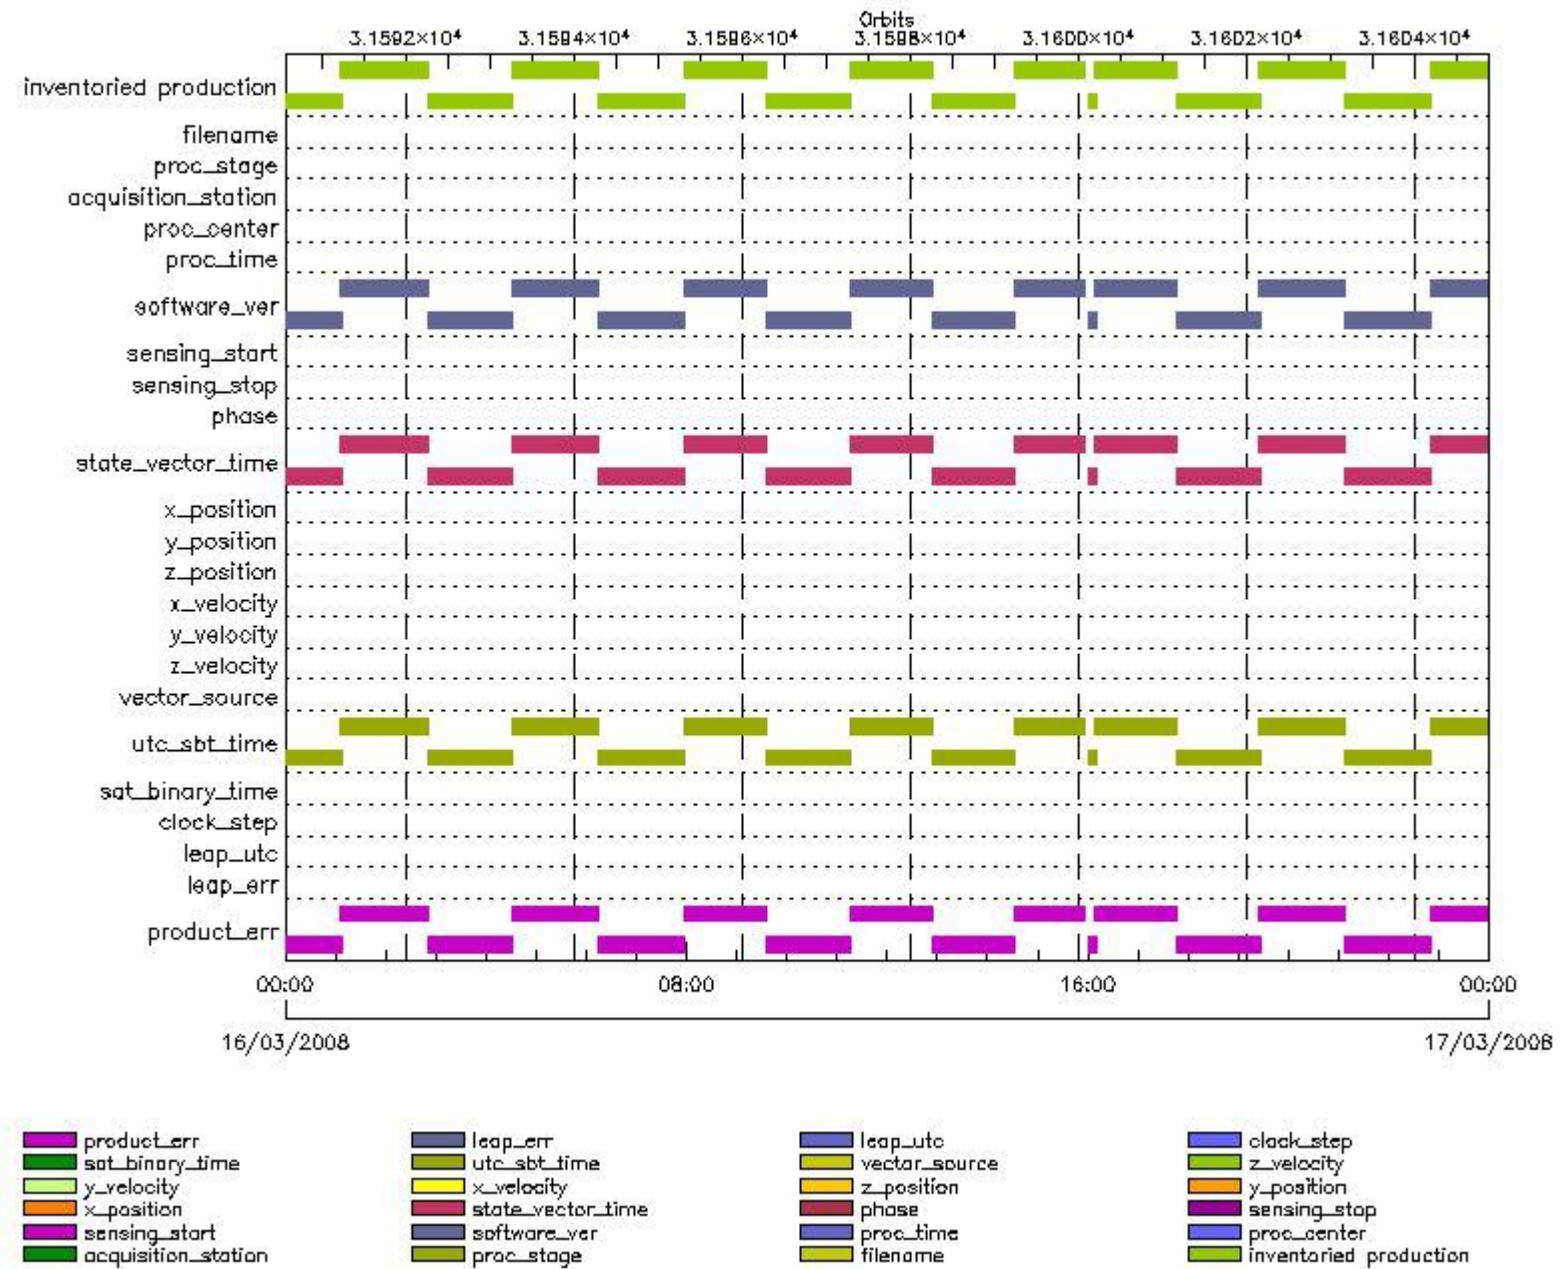 Orbits
3.1592×10⁴ 3.1594×10⁴ 3.1596×10⁴ 3.1598×10⁴ 3.1600×10⁴ 3.1602×10⁴ 3.1604×10⁴
inventoried production
filename
proc_stage
acquisition_station
proc_center
proc_time
software_ver
sensing_start
sensing_stop
phase
state_vector_time
x_position
y_position
z_position
x_velocity
y_velocity
z_velocity
vector_source
utc_sbt_time
sat_binary_time
clock_step
leap_utc
leap_err
product_err
00:00 08:00 16:00 00:00
16/03/2008 17/03/2008
product_err leap_err leap_utc clock_step
sat_binary_time utc_sbt_time vector_source z_velocity
y_velocity x_velocity z_position y_position
x_position state_vector_time phase sensing_stop
sensing_start software_ver proc_time proc_center
acquisition_station proc_stage filename inventoried production